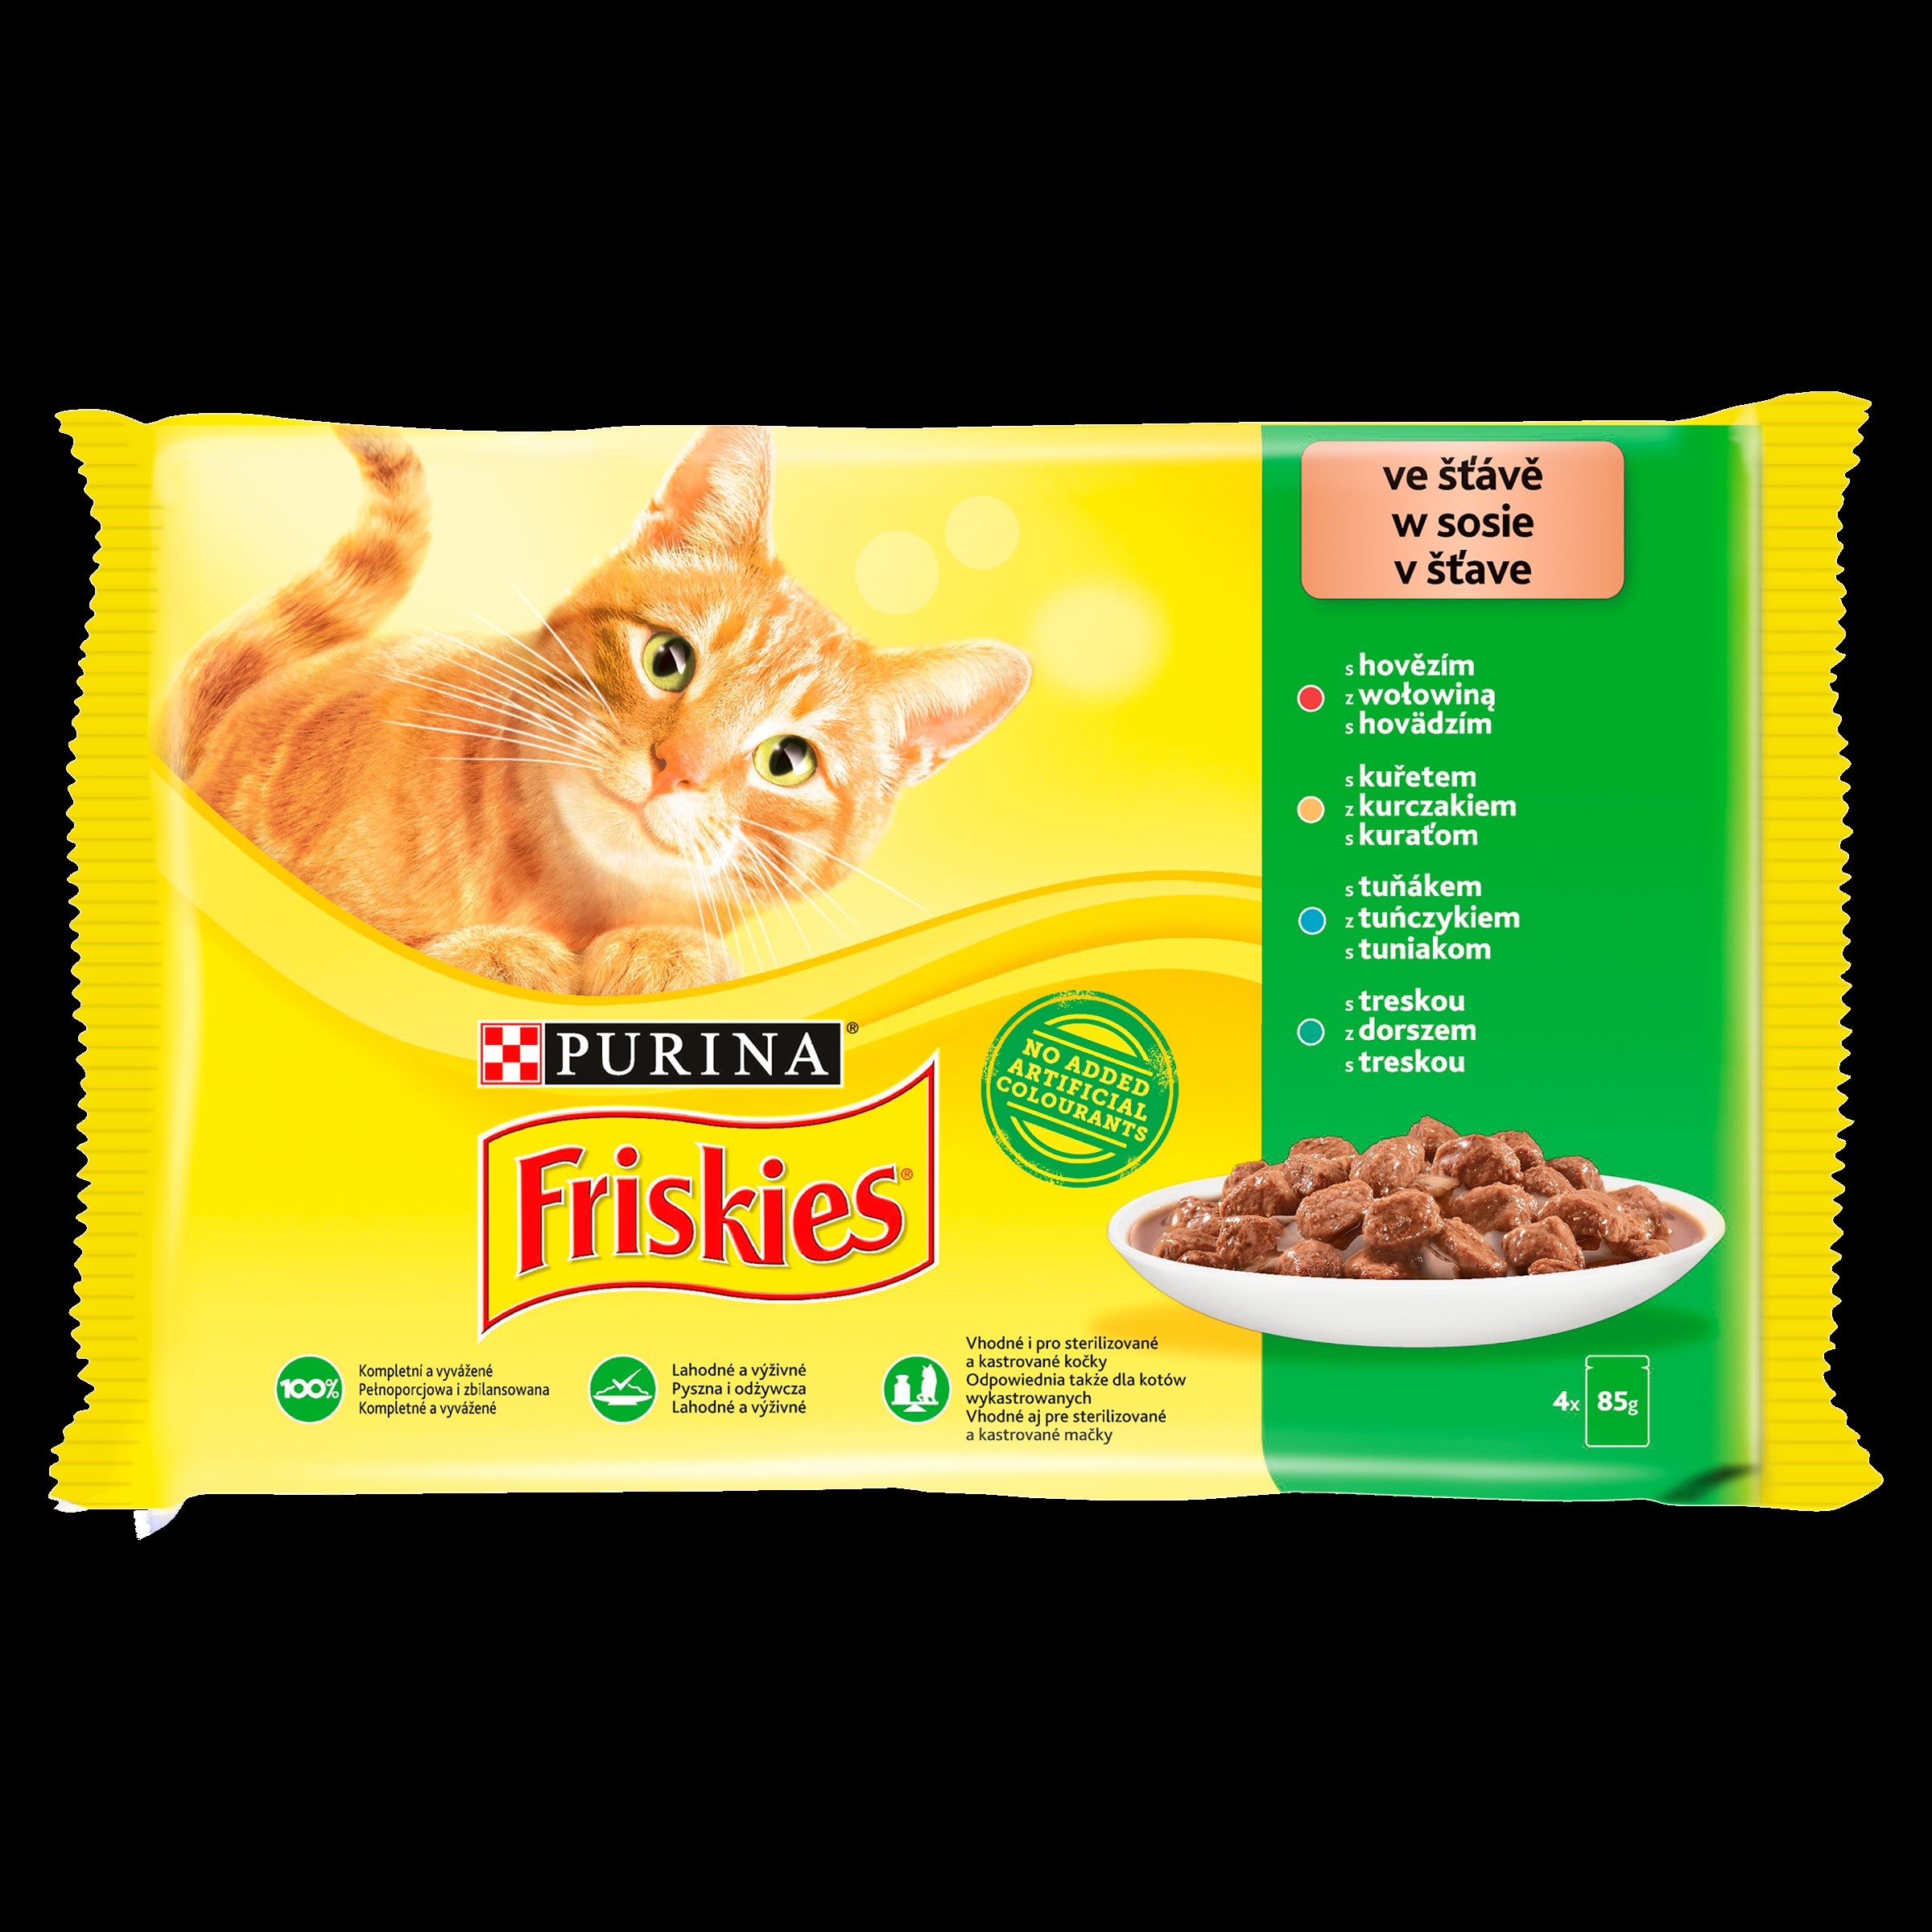 ve šťávě
w sosie
v šťave
s hovězím
z wołowiną
s hovädzím
s kuřetem
z kurczakiem
s kuraťom
s tuňákem
z tuńczykiem
s tuniakom
s treskou
z dorszem
s treskou
PURINA®
Friskies®
NO ADDED
ARTIFICIAL
COLOURANTS
100%
Kompletní a vyvážené
Pełnoporcjowa i zbilansowana
Kompletné a vyvážené
Lahodné a výživné
Pyszna i odżywcza
Lahodné a výživné
Vhodné i pro sterilizované
a kastrované kočky
Odpowiednia także dla kotów
wykastrowanych
Vhodné aj pre sterilizované
a kastrované mačky
4x 85g